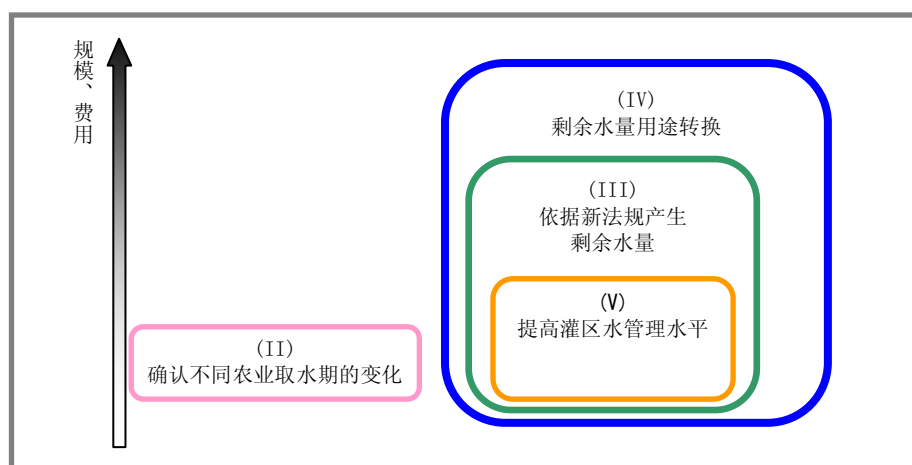 规模、费用
(IV)
剩余水量用途转换
(III)
依据新法规产生
剩余水量
(V)
提高灌区水管理水平
(II)
确认不同农业取水期的变化